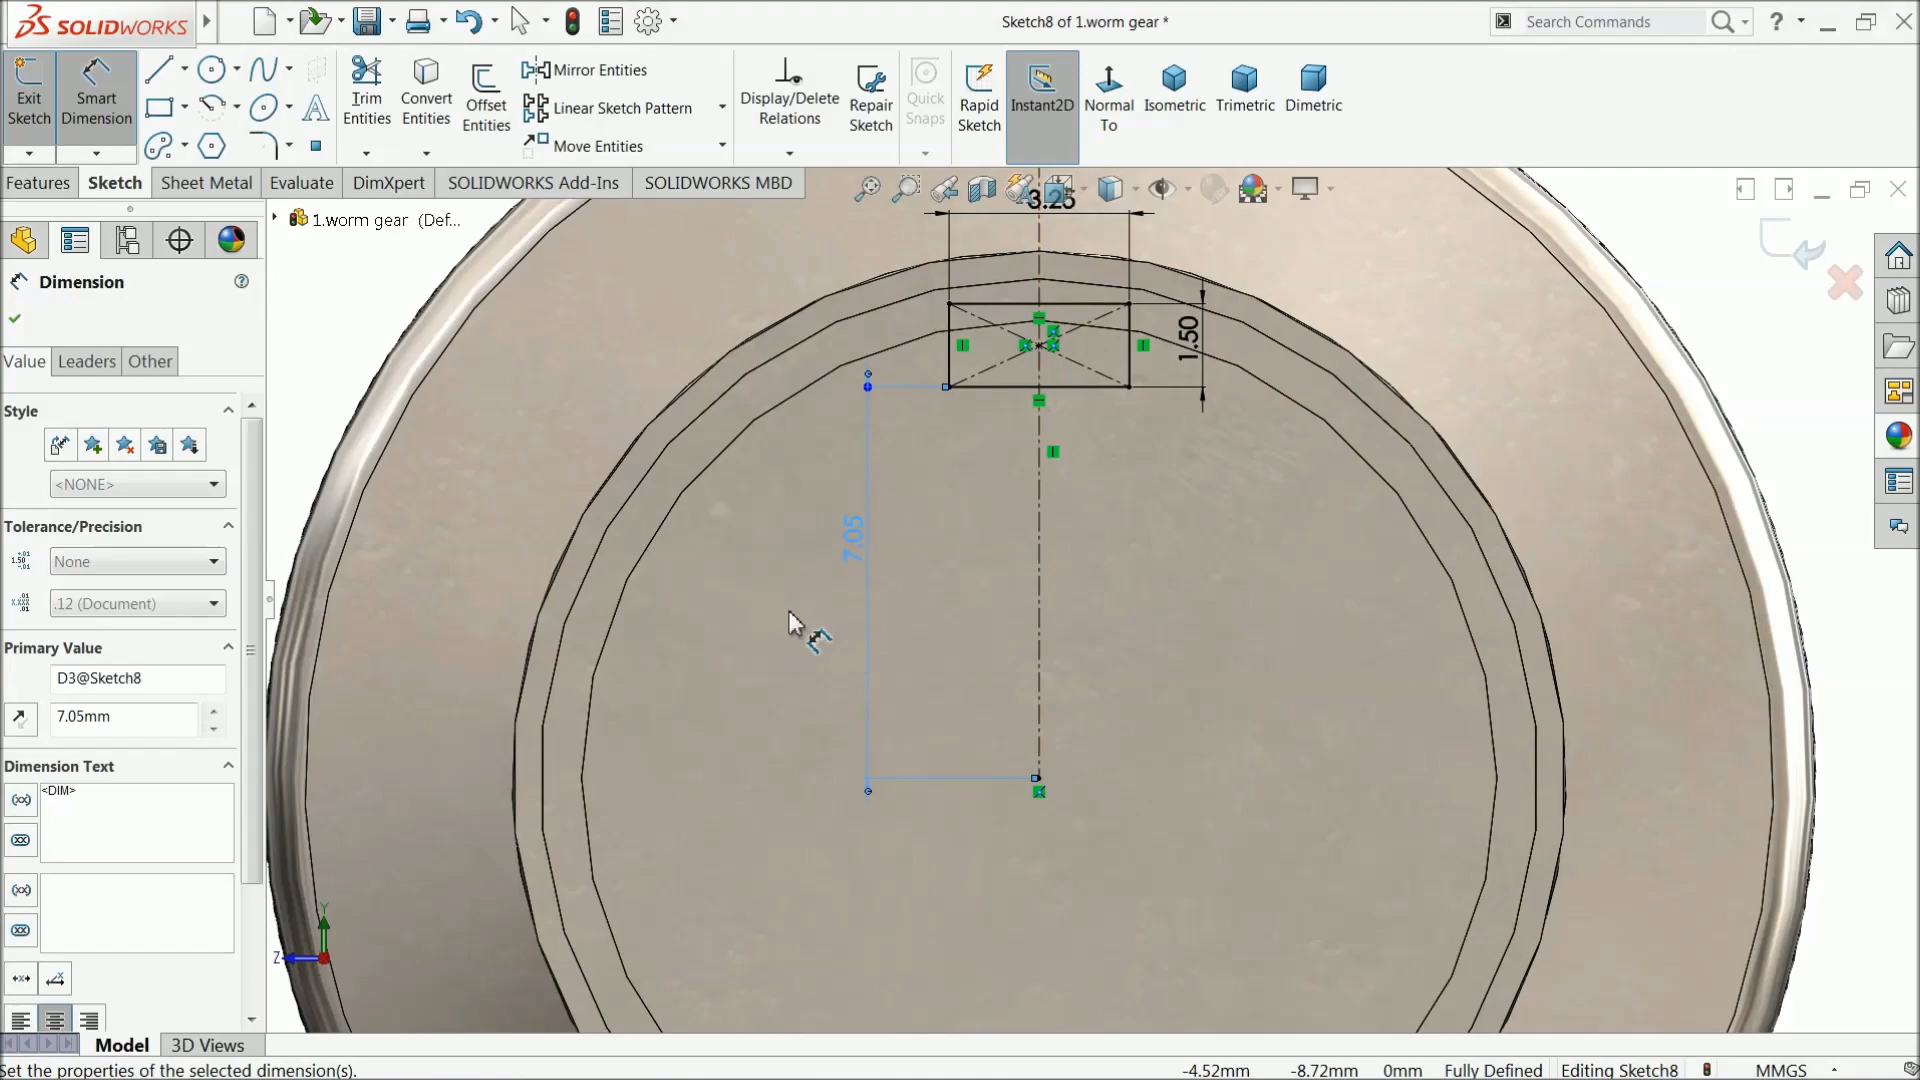 SOLIDWORKS
Sketch8 of 1.worm gear *
Search Commands
?
Exit Sketch
Smart Dimension
Trim Entities
Convert Entities
Offset Entities
Mirror Entities
Linear Sketch Pattern
Move Entities
Display/Delete Relations
Repair Sketch
Quick Snaps
Rapid Sketch
Instant2D
Normal To
Isometric
Trimetric
Dimetric
Features
Sketch
Sheet Metal
Evaluate
DimXpert
SOLIDWORKS Add-Ins
SOLIDWORKS MBD
1.worm gear (Def...
3.25
1.50
7.05
Dimension
Value
Leaders
Other
Style
<NONE>
Tolerance/Precision
None
.12 (Document)
Primary Value
D3@Sketch8
7.05mm
Dimension Text
<DIM>
Y
Z
Model
3D Views
Set the properties of the selected dimension(s).
-4.52mm
-8.72mm
0mm
Fully Defined
Editing Sketch8
MMGS